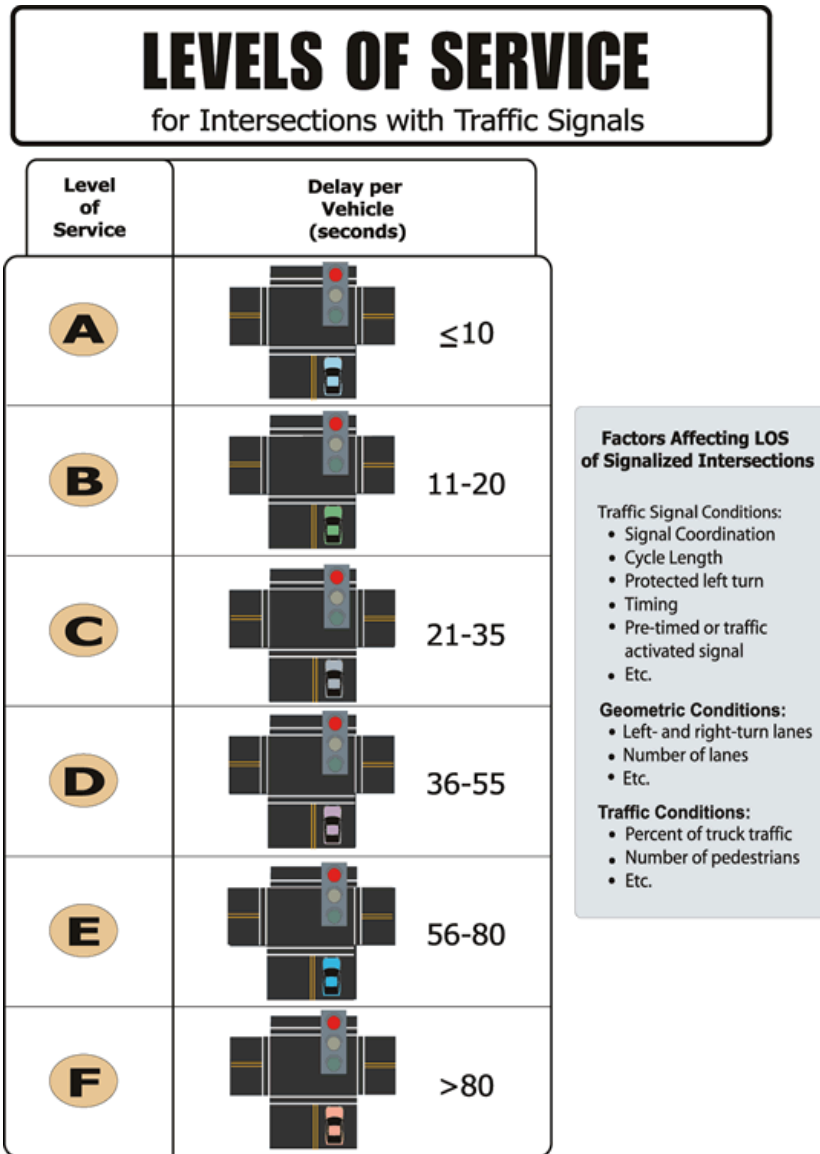 LEVELS OF SERVICE
for Intersections with Traffic Signals
Level
of
Service
Delay per
Vehicle
(seconds)
A
≤10
B
11-20
C
21-35
D
36-55
E
56-80
F
>80
Factors Affecting LOS
of Signalized Intersections
Traffic Signal Conditions:
• Signal Coordination
• Cycle Length
• Protected left turn
• Timing
• Pre-timed or traffic
activated signal
• Etc.
Geometric Conditions:
• Left- and right-turn lanes
• Number of lanes
• Etc.
Traffic Conditions:
• Percent of truck traffic
• Number of pedestrians
• Etc.